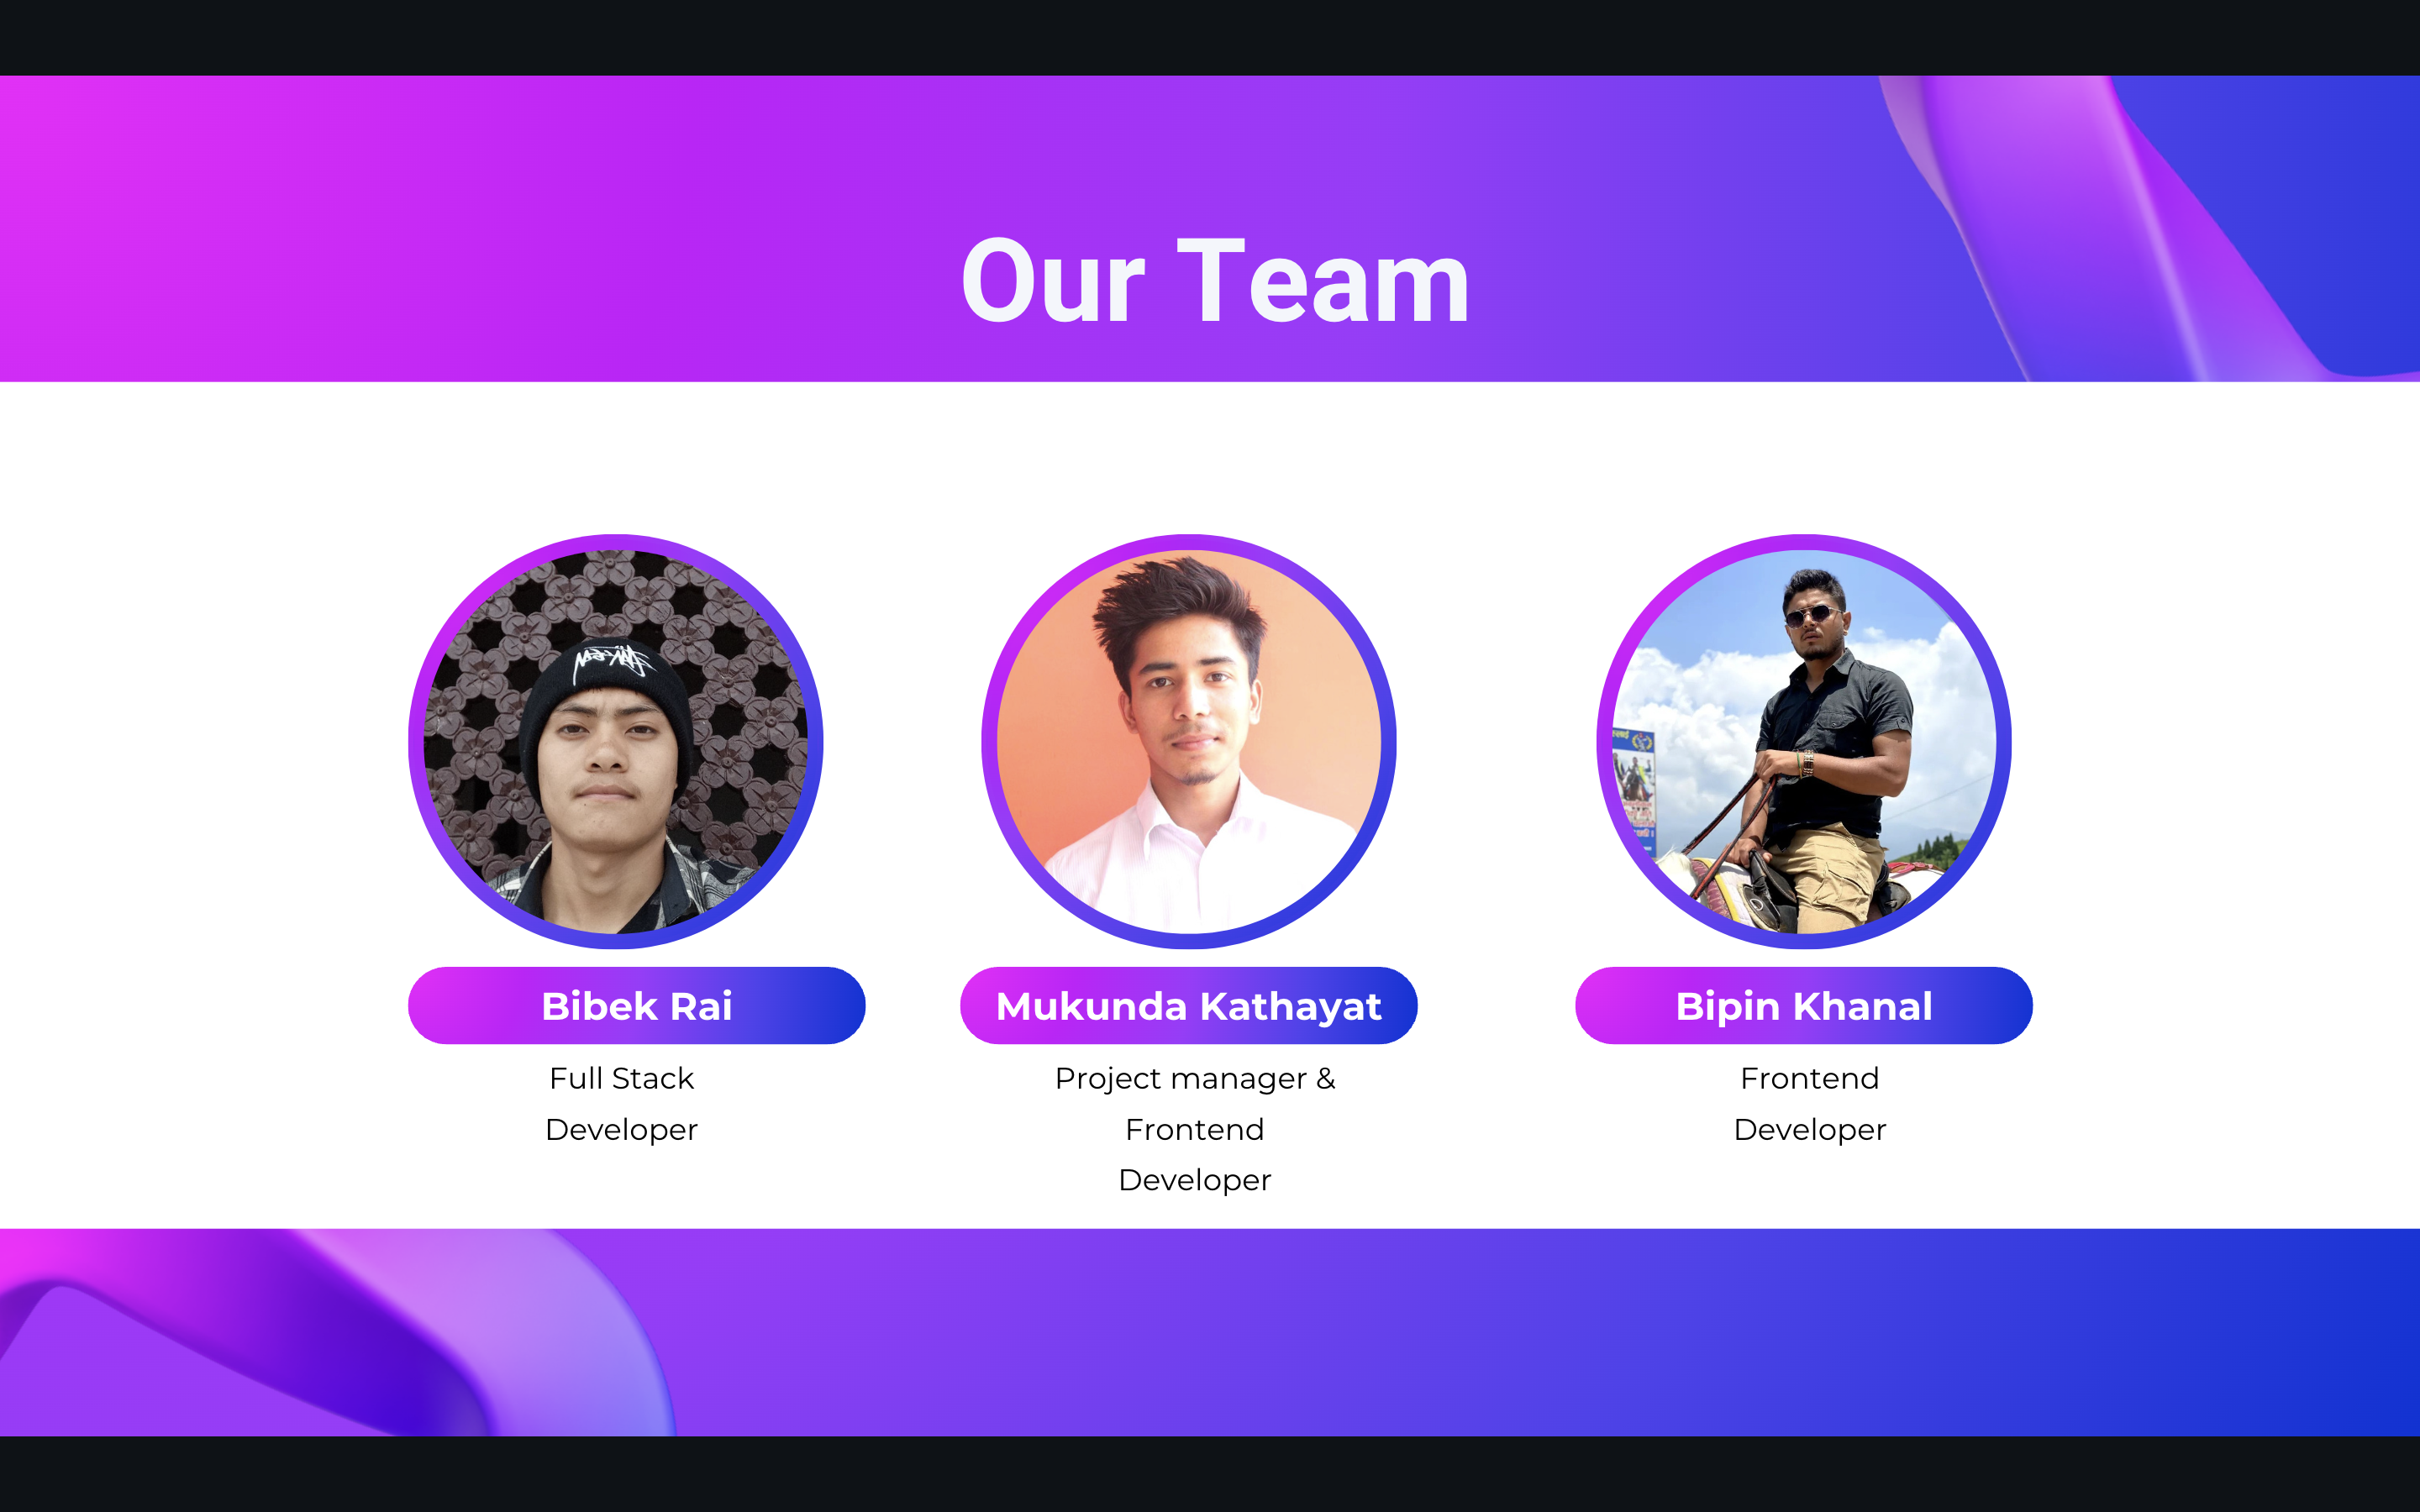 Our Team
Bibek Rai
Mukunda Kathayat
Bipin Khanal
Full Stack
Developer
Project manager &
Frontend
Developer
Frontend
Developer